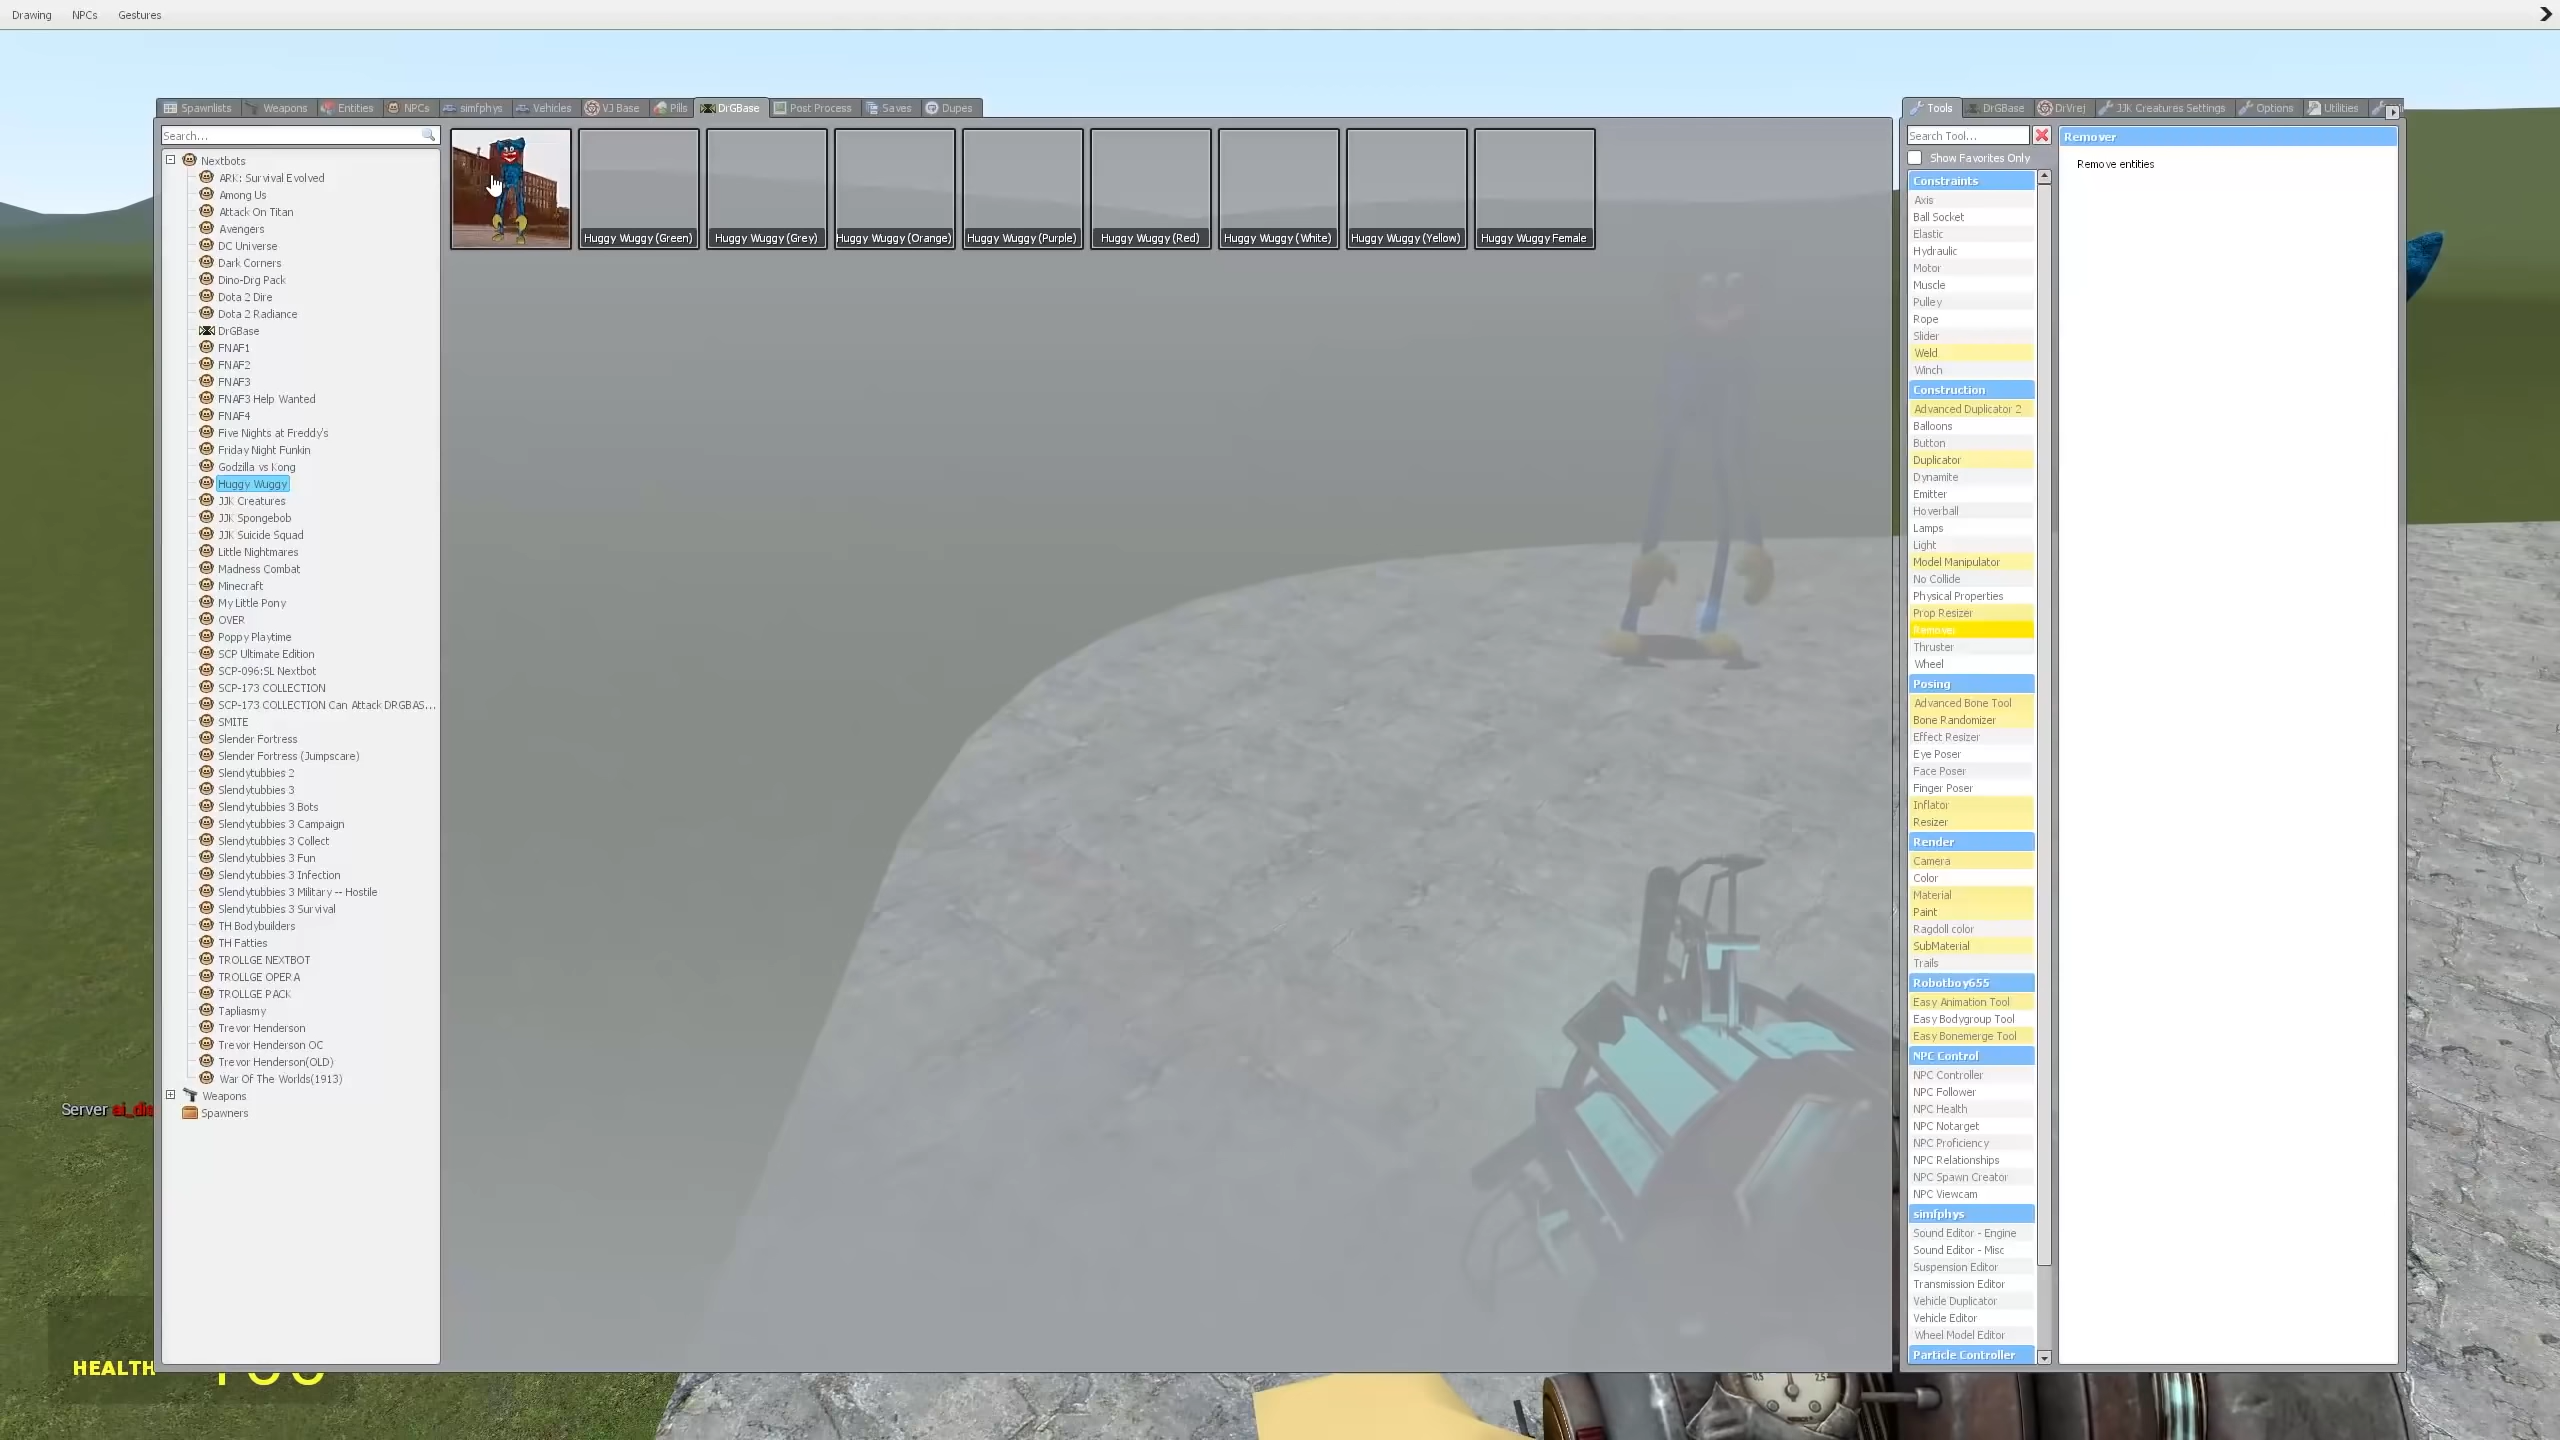 Drawing NPCs Gestures
Spawnlists Weapons Entities NPCs simfphys Vehicles VJ Base Pills DrGBase Post Process Saves Dupes
Search...
Nextbots
ARK: Survival Evolved
Among Us
Attack On Titan
Avengers
DC Universe
Dark Corners
Dino-Drg Pack
Dota 2 Dire
Dota 2 Radiance
DrGBase
FNAF1
FNAF2
FNAF3
FNAF3 Help Wanted
FNAF4
Five Nights at Freddy's
Friday Night Funkin
Godzilla vs Kong
Huggy Wuggy
JJK Creatures
JJK Spongebob
JJK Suicide Squad
Little Nightmares
Madness Combat
Minecraft
My Little Pony
OVER
Poppy Playtime
SCP Ultimate Edition
SCP-096:SL Nextbot
SCP-173 COLLECTION
SCP-173 COLLECTION Can Attack DRGBAS...
SMITE
Slender Fortress
Slender Fortress (Jumpscare)
Slendytubbies 2
Slendytubbies 3
Slendytubbies 3 Bots
Slendytubbies 3 Campaign
Slendytubbies 3 Collect
Slendytubbies 3 Fun
Slendytubbies 3 Infection
Slendytubbies 3 Military -- Hostile
Slendytubbies 3 Survival
TH Bodybuilders
TH Fatties
TROLLGE NEXTBOT
TROLLGE OPERA
TROLLGE PACK
Tapliasmy
Trevor Henderson
Trevor Henderson OC
Trevor Henderson(OLD)
War Of The Worlds(1913)
Weapons
Spawners
Huggy Wuggy (Green)
Huggy Wuggy (Grey)
Huggy Wuggy (Orange)
Huggy Wuggy (Purple)
Huggy Wuggy (Red)
Huggy Wuggy (White)
Huggy Wuggy (Yellow)
Huggy Wuggy Female
Server
HEALTH
Tools DrGBase DrVrej JJK Creatures Settings Options Utilities
Search Tool...
Show Favorites Only
Constraints
Axis
Ball Socket
Elastic
Hydraulic
Motor
Muscle
Pulley
Rope
Slider
Weld
Winch
Construction
Advanced Duplicator 2
Balloons
Button
Duplicator
Dynamite
Emitter
Hoverball
Lamps
Light
Model Manipulator
No Collide
Physical Properties
Prop Resizer
Remover
Thruster
Wheel
Posing
Advanced Bone Tool
Bone Randomizer
Effect Resizer
Eye Poser
Face Poser
Finger Poser
Inflator
Resizer
Render
Camera
Color
Material
Paint
Ragdoll color
SubMaterial
Trails
Robotboy655
Easy Animation Tool
Easy Bodygroup Tool
Easy Bonemerge Tool
NPC Control
NPC Controller
NPC Follower
NPC Health
NPC Notarget
NPC Proficiency
NPC Relationships
NPC Spawn Creator
NPC Viewcam
simfphys
Sound Editor - Engine
Sound Editor - Misc
Suspension Editor
Transmission Editor
Vehicle Duplicator
Vehicle Editor
Wheel Model Editor
Particle Controller
Remover
Remove entities